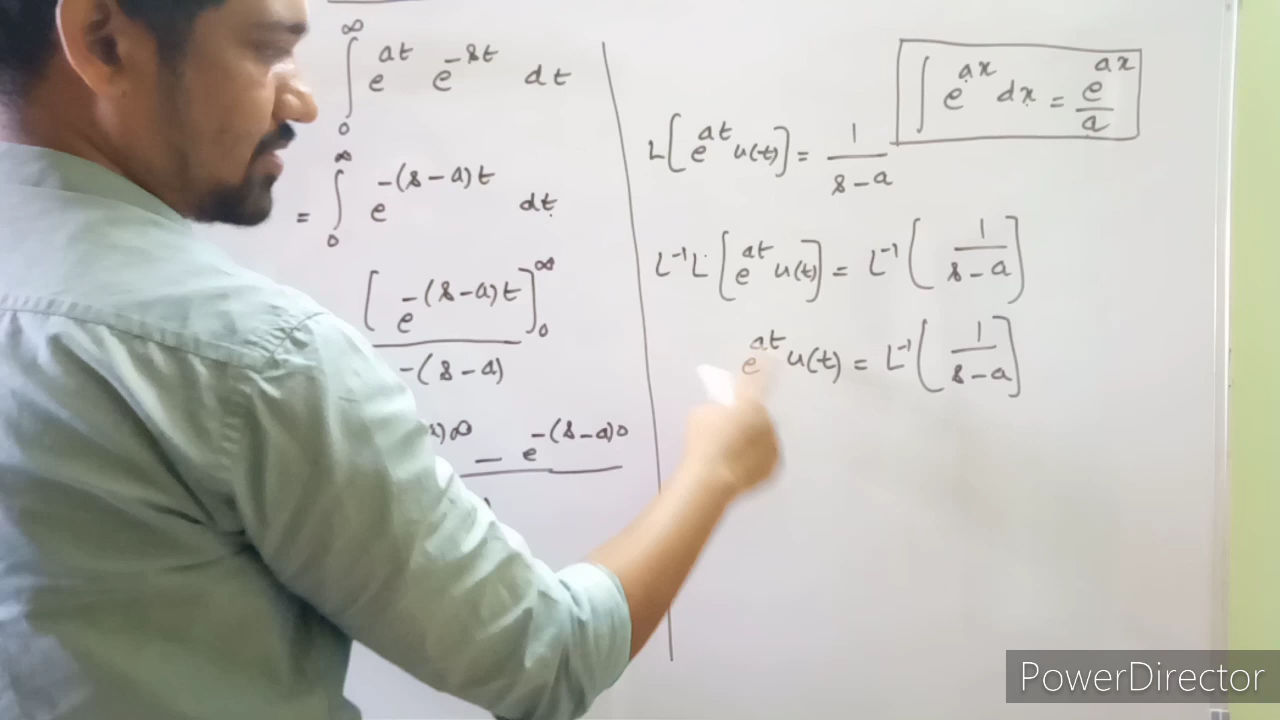 ∫₀^∞ e^{at} e^{-st} dt
= ∫₀^∞ e^{-(s-a)t} dt
[e^{-(s-a)t}]₀^∞
-(s-a)
)∞ - e^{-(s-a)0}
∫ e^{ax} dx = e^{ax}/a
L[e^{at} u(t)] = 1/(s-a)
L⁻¹L[e^{at} u(t)] = L⁻¹(1/(s-a)]
e^{at} u(t) = L⁻¹(1/(s-a)]
PowerDirector